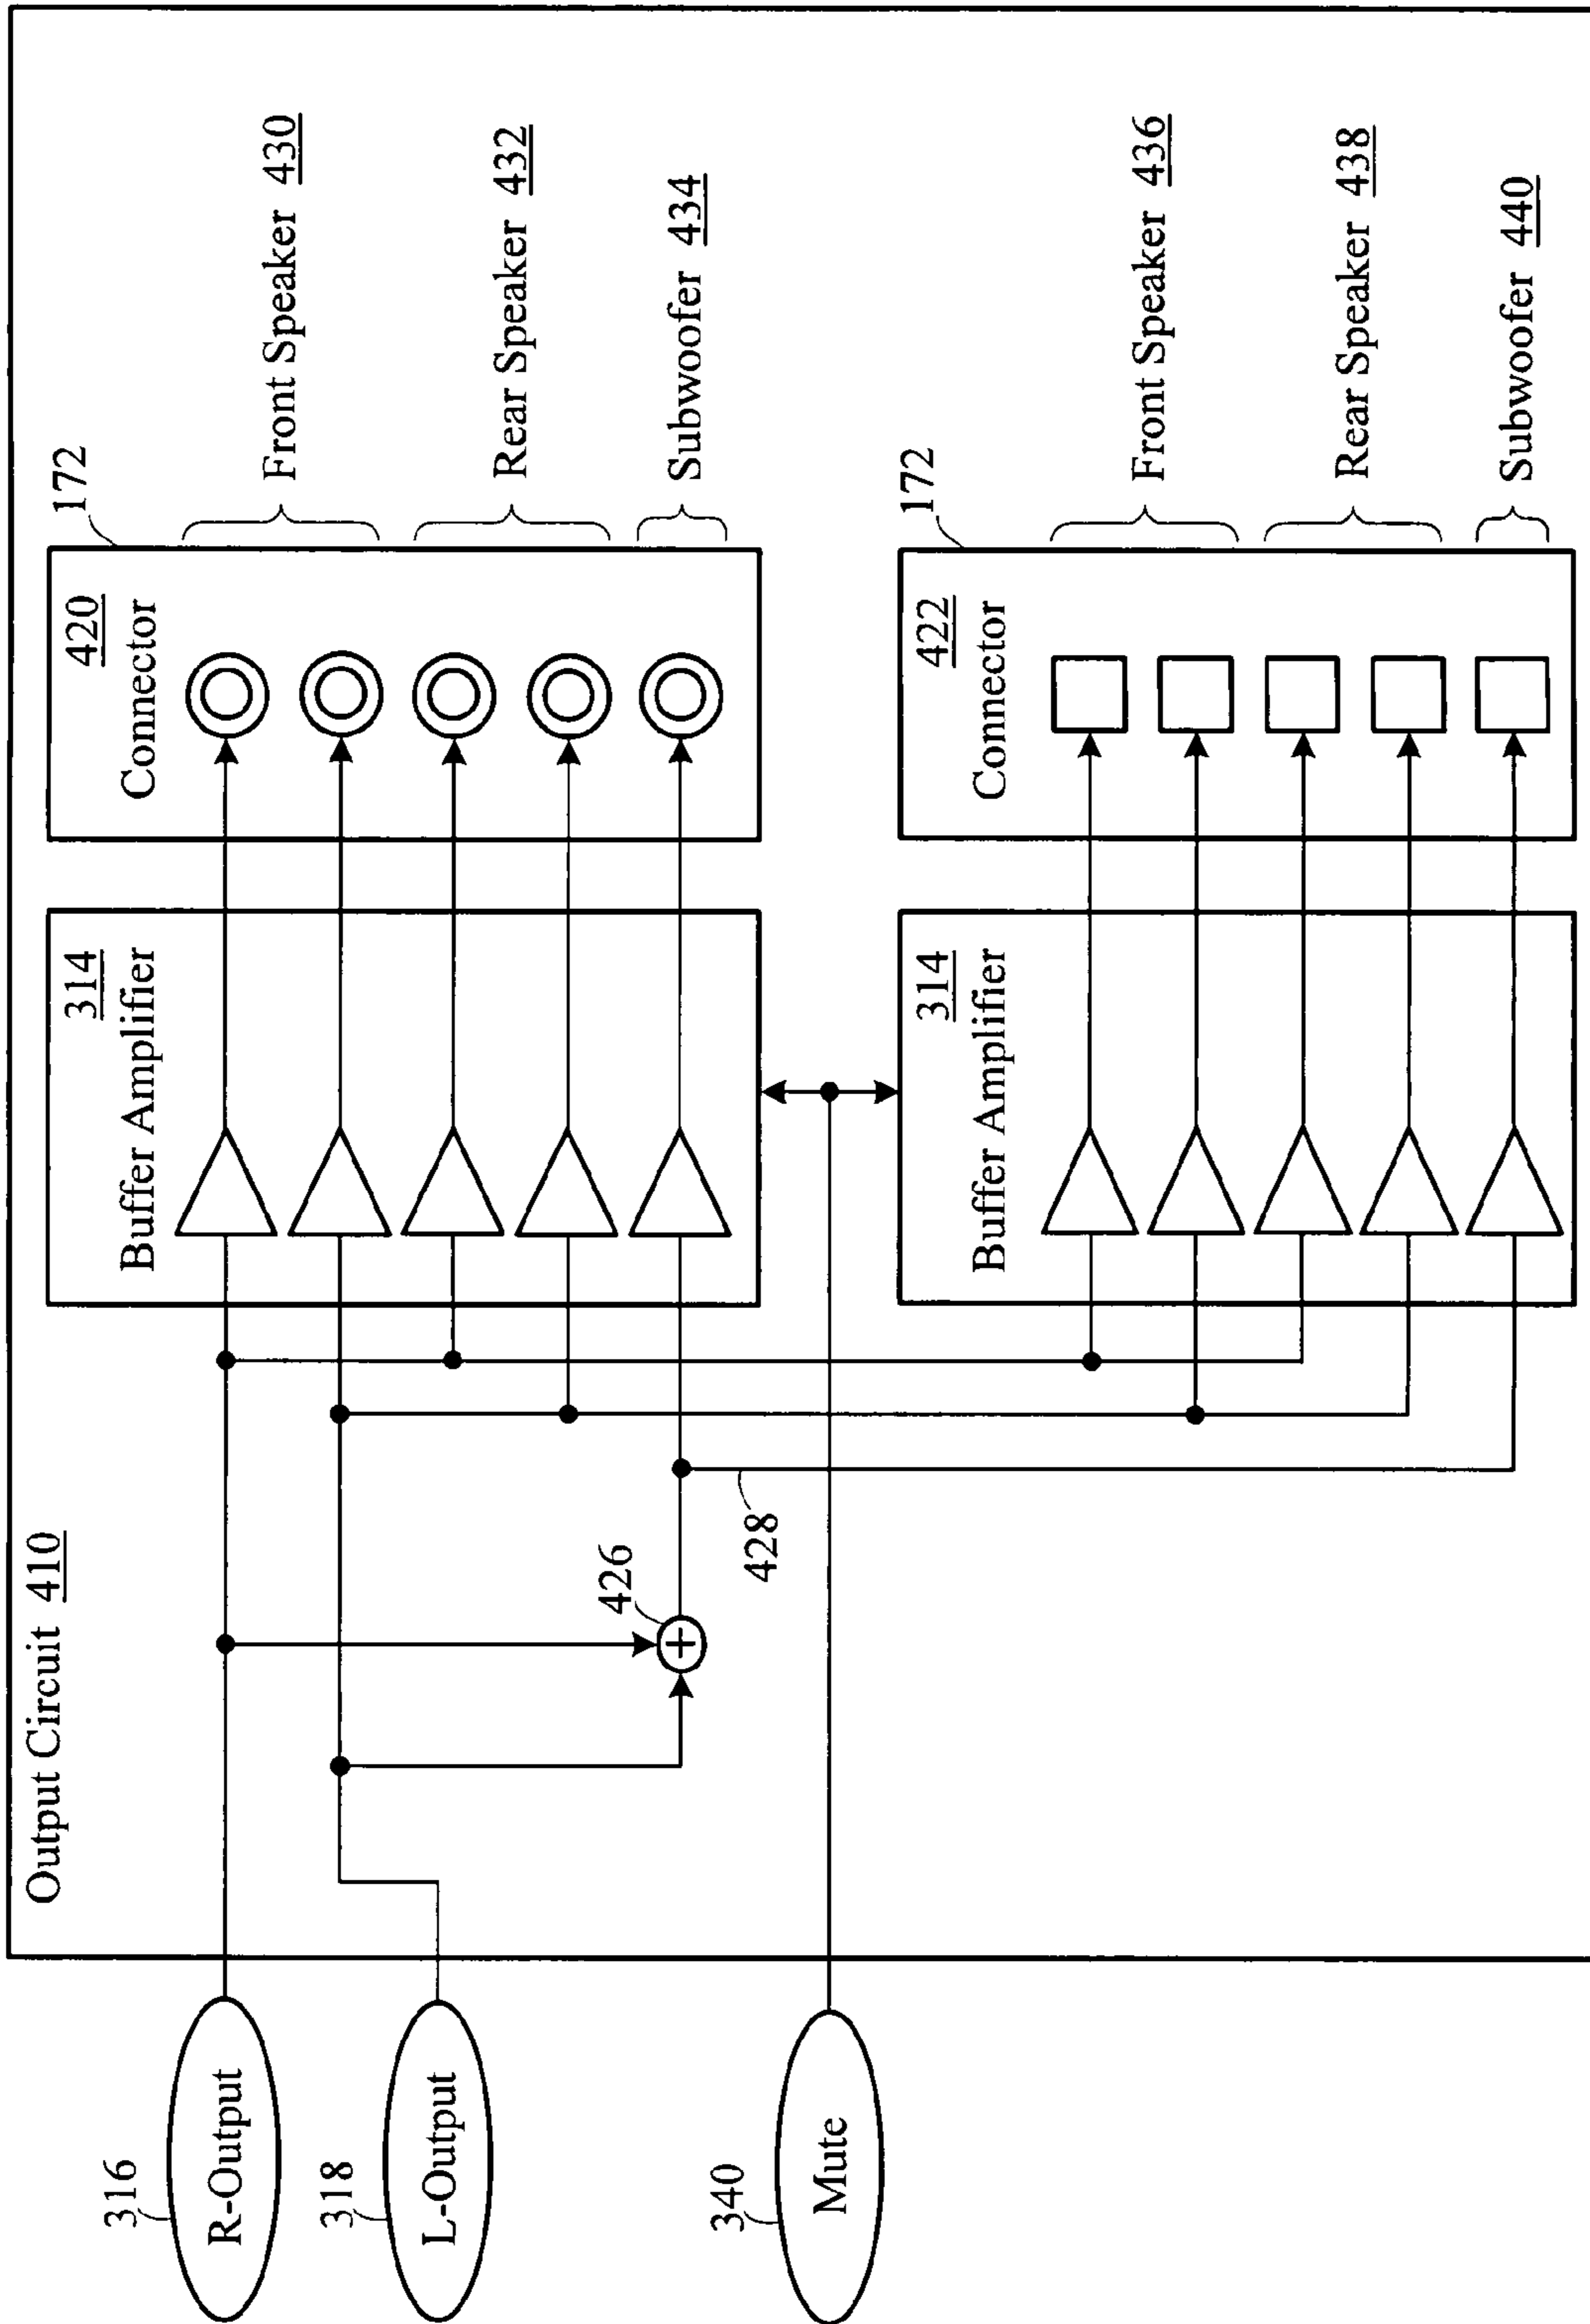 Output Circuit 410
316
R-Output
318
L-Output
340
Mute
426
428
314
Buffer Amplifier
420
Connector
172
Front Speaker 430
Rear Speaker 432
Subwoofer 434
314
Buffer Amplifier
422
Connector
172
Front Speaker 436
Rear Speaker 438
Subwoofer 440